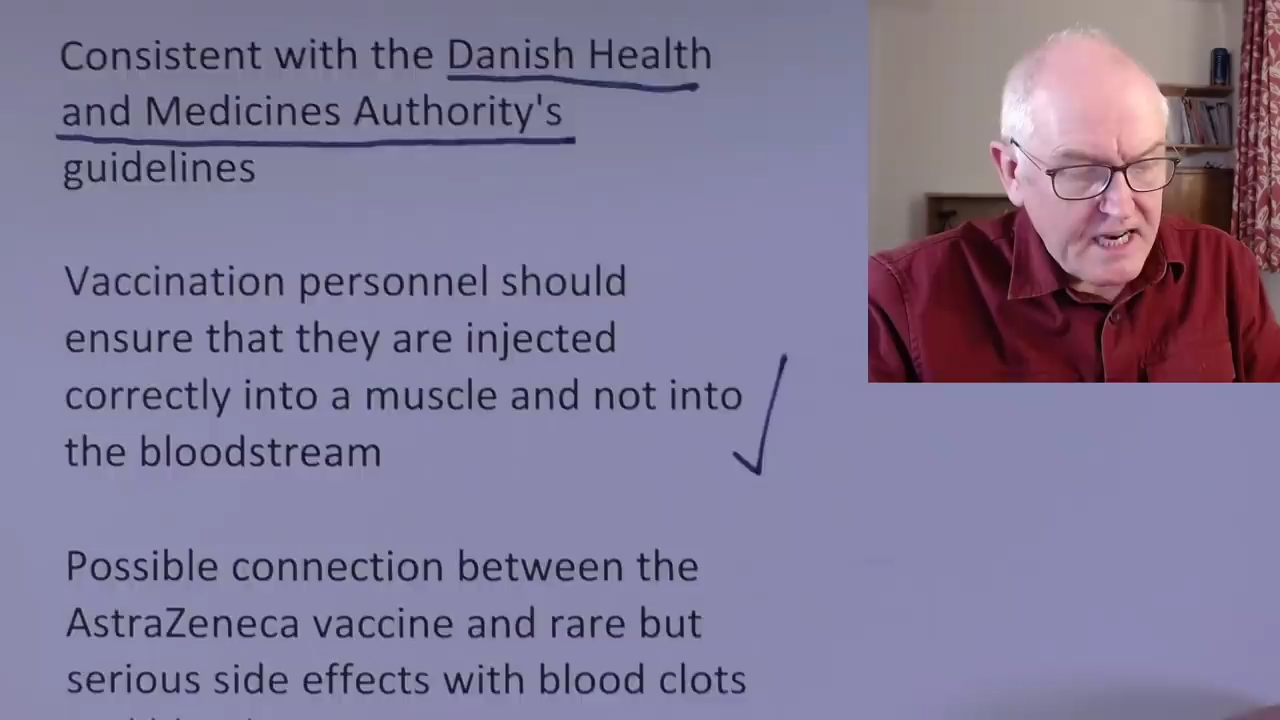 Consistent with the Danish Health
and Medicines Authority's
guidelines
Vaccination personnel should
ensure that they are injected
correctly into a muscle and not into
the bloodstream
Possible connection between the
AstraZeneca vaccine and rare but
serious side effects with blood clots